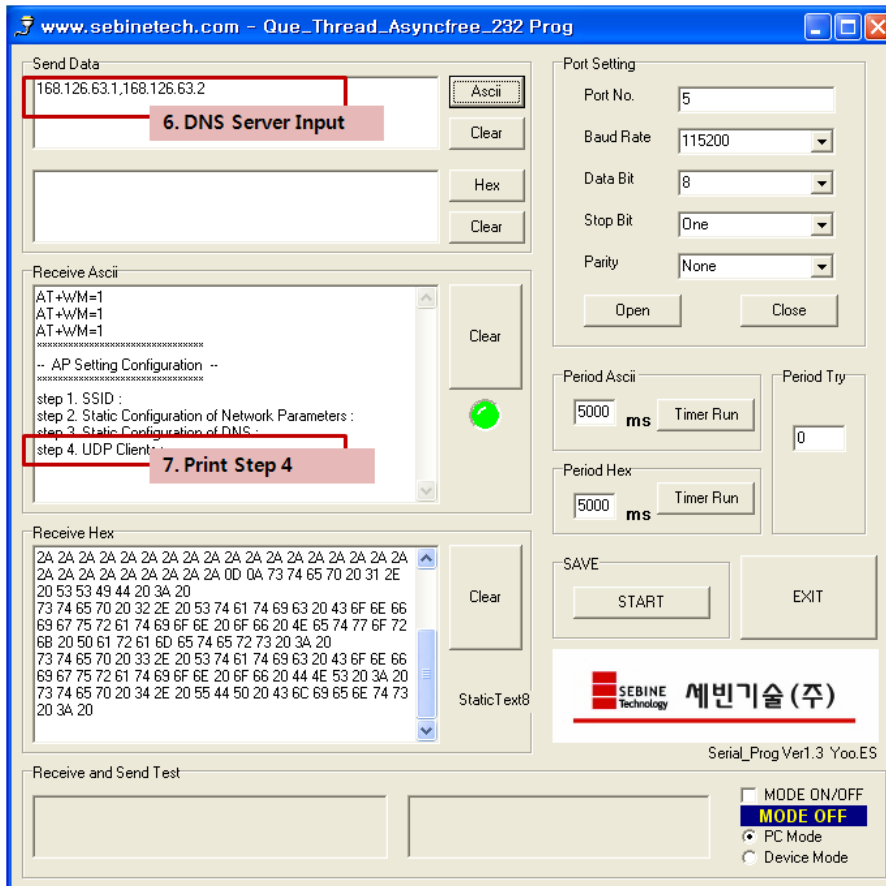 www.sebinetech.com - Que_Thread_Asyncfree_232 Prog
Send Data
168.126.63.1,168.126.63.2
6. DNS Server Input
Ascii
Clear
Hex
Clear
Receive Ascii
AT+WM=1
AT+WM=1
AT+WM=1
********************************
-- AP Setting Configuration --
********************************
step 1. SSID :
step 2. Static Configuration of Network Parameters :
step 3. Static Configuration of DNS :
step 4. UDP Clients :
7. Print Step 4
Clear
Receive Hex
2A 2A 2A 2A 2A 2A 2A 2A 2A 2A 2A 2A 2A 2A 2A 2A 2A 2A
2A 2A 2A 2A 2A 2A 2A 2A 2A 0D 0A 73 74 65 70 20 31 2E
20 53 53 49 44 20 3A 20
73 74 65 70 20 32 2E 20 53 74 61 74 69 63 20 43 6F 6E 66
69 67 75 72 61 74 69 6F 6E 20 6F 66 20 4E 65 74 77 6F 72
6B 20 50 61 72 61 6D 65 74 65 72 73 20 3A 20
73 74 65 70 20 33 2E 20 53 74 61 74 69 63 20 43 6F 6E 66
69 67 75 72 61 74 69 6F 6E 20 6F 66 20 44 4E 53 20 3A 20
73 74 65 70 20 34 2E 20 55 44 50 20 43 6C 69 65 6E 74 73
20 3A 20
Clear
StaticText8
Port Setting
Port No.
5
Baud Rate
115200
Data Bit
8
Stop Bit
One
Parity
None
Open
Close
Period Ascii
5000 ms
Timer Run
Period Hex
5000 ms
Timer Run
Period Try
0
SAVE
START
EXIT
SEBINE
Technology
세빈기술(주)
Serial_Prog Ver1.3 Yoo.ES
Receive and Send Test
MODE ON/OFF
MODE OFF
PC Mode
Device Mode